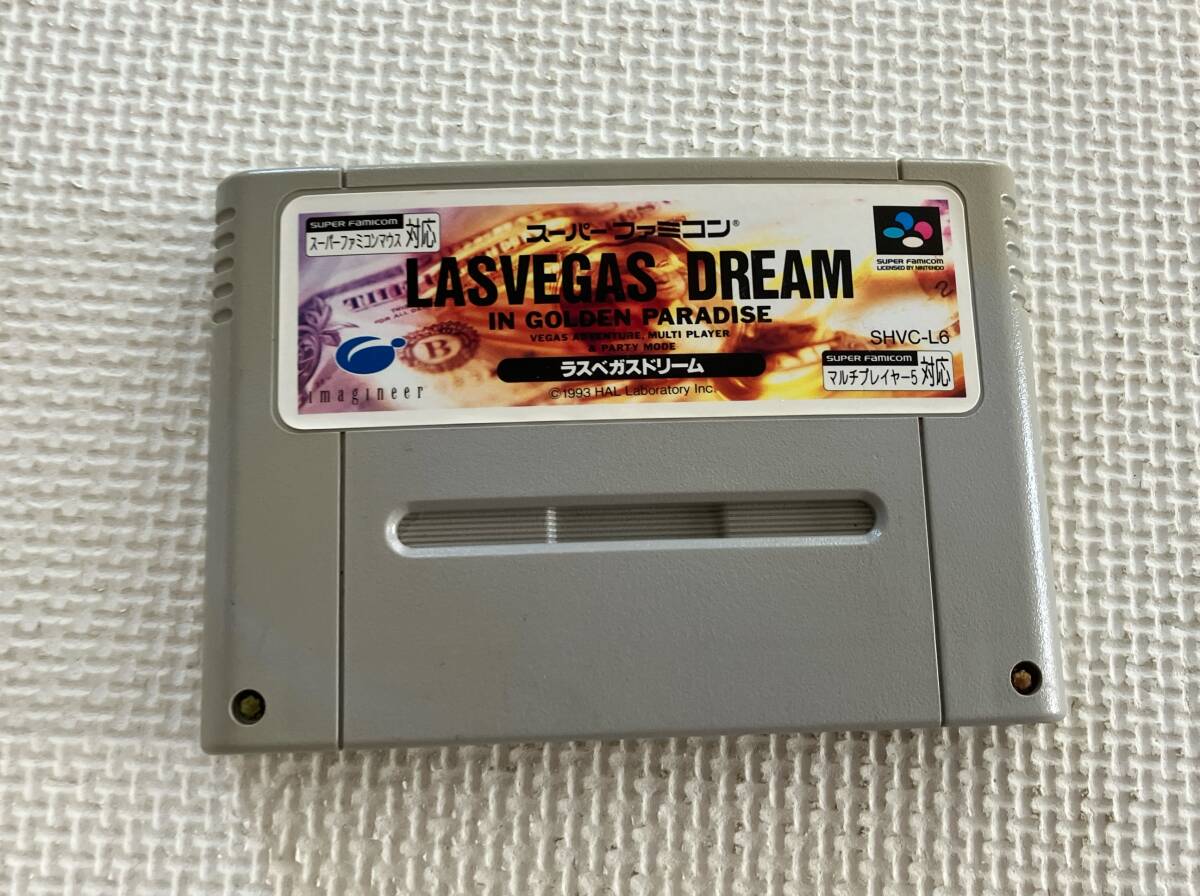 SUPER FAMICOM
スーパーファミコンマウス対応
スーパーファミコン®
LASVEGAS DREAM
IN GOLDEN PARADISE
VEGAS ADVENTURE, MULTI PLAYER
& PARTY MODE
ラスベガスドリーム
©1993 HAL Laboratory Inc.
imagineer
B
SUPER FAMICOM
LICENSED BY NINTENDO
SHVC-L6
SUPER FAMICOM
マルチプレイヤー5対応